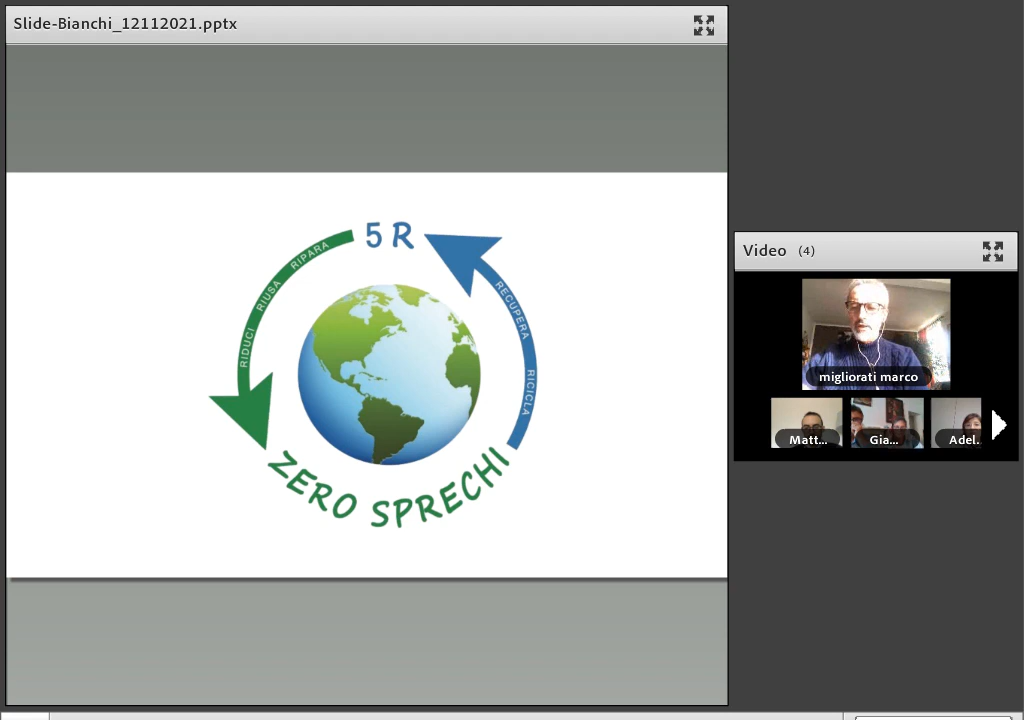 Slide-Bianchi_12112021.pptx
5 R
RIDUCI RIUSA RIPARA
RECUPERA RICICLA
ZERO SPRECHI
Video (4)
migliorati marco
Matt...
Gia...
Adel.